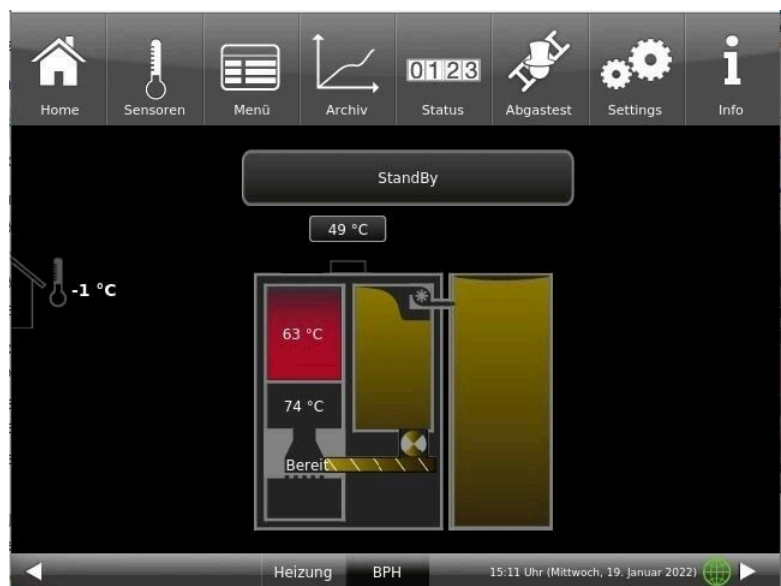 Home Sensoren Menü Archiv 0123 Status Abgastest Settings i Info
StandBy
49 °C
-1 °C
63 °C
74 °C
Bereit
Heizung BPH 15:11 Uhr (Mittwoch, 19. Januar 2022)